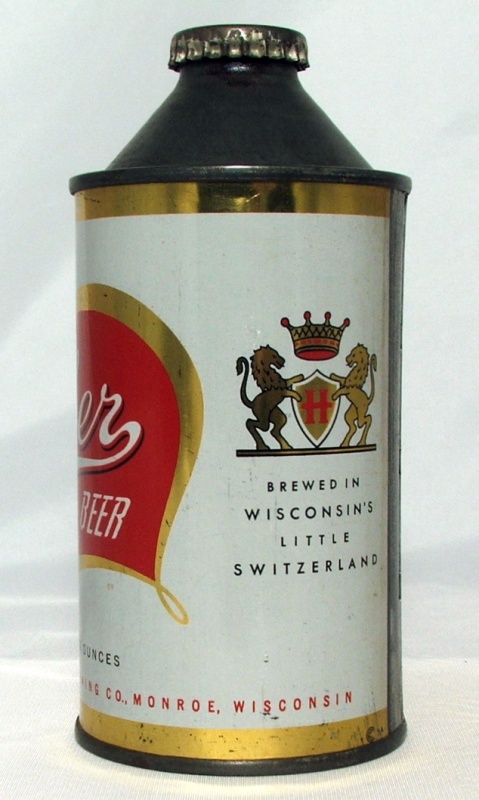 er
BEER
OUNCES
ING CO., MONROE, WISCONSIN
H
BREWED IN
WISCONSIN'S
LITTLE
SWITZERLAND